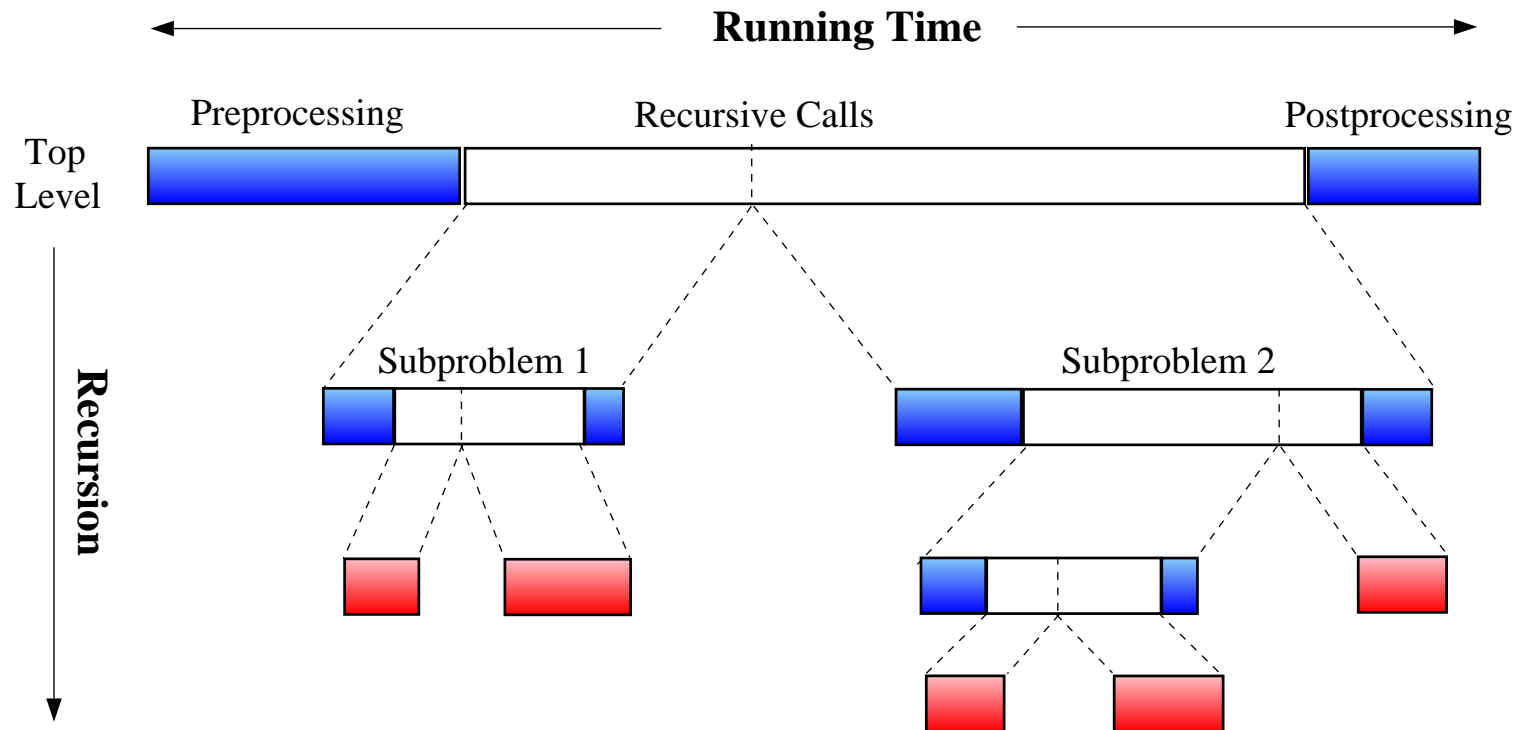 Running Time
Preprocessing
Recursive Calls
Postprocessing
Top
Level
Subproblem 1
Subproblem 2
Recursion